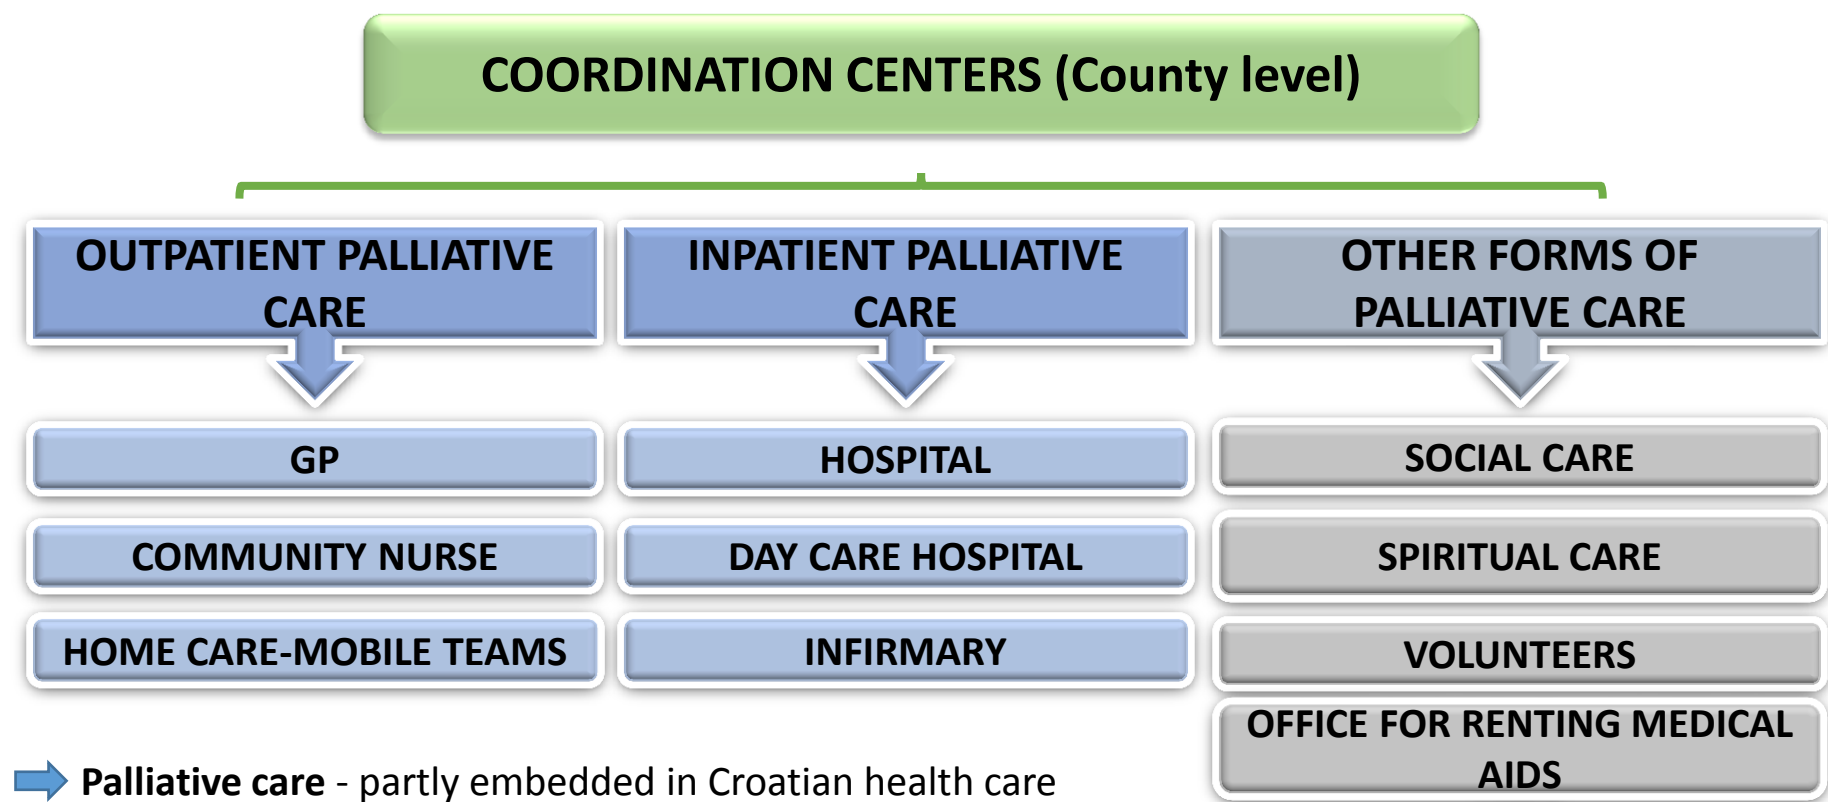 COORDINATION CENTERS (County level)
OUTPATIENT PALLIATIVE
CARE
GP
COMMUNITY NURSE
HOME CARE-MOBILE TEAMS
INPATIENT PALLIATIVE
CARE
HOSPITAL
DAY CARE HOSPITAL
INFIRMARY
OTHER FORMS OF
PALLIATIVE CARE
SOCIAL CARE
SPIRITUAL CARE
VOLUNTEERS
OFFICE FOR RENTING MEDICAL
AIDS
Palliative care - partly embedded in Croatian health care